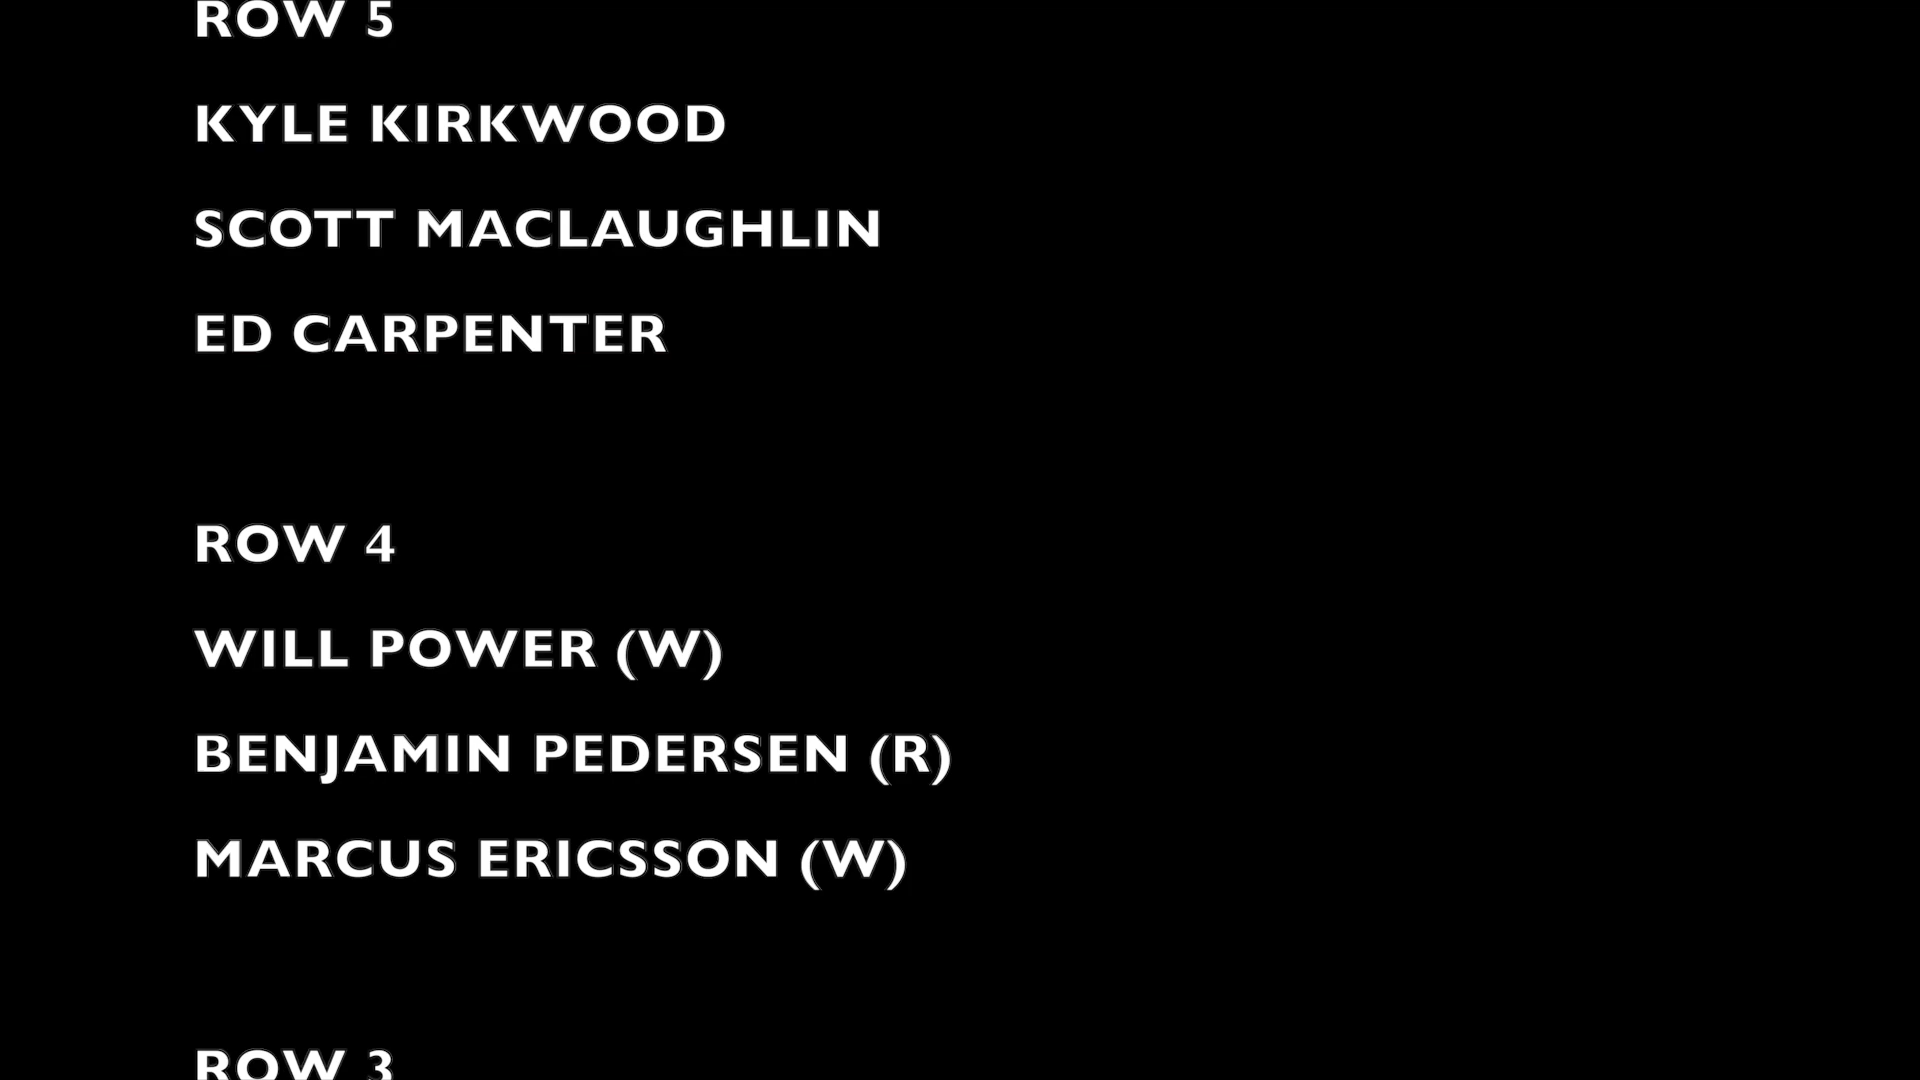 ROW 5
KYLE KIRKWOOD
SCOTT MACLAUGHLIN
ED CARPENTER
ROW 4
WILL POWER (W)
BENJAMIN PEDERSEN (R)
MARCUS ERICSSON (W)
ROW 3